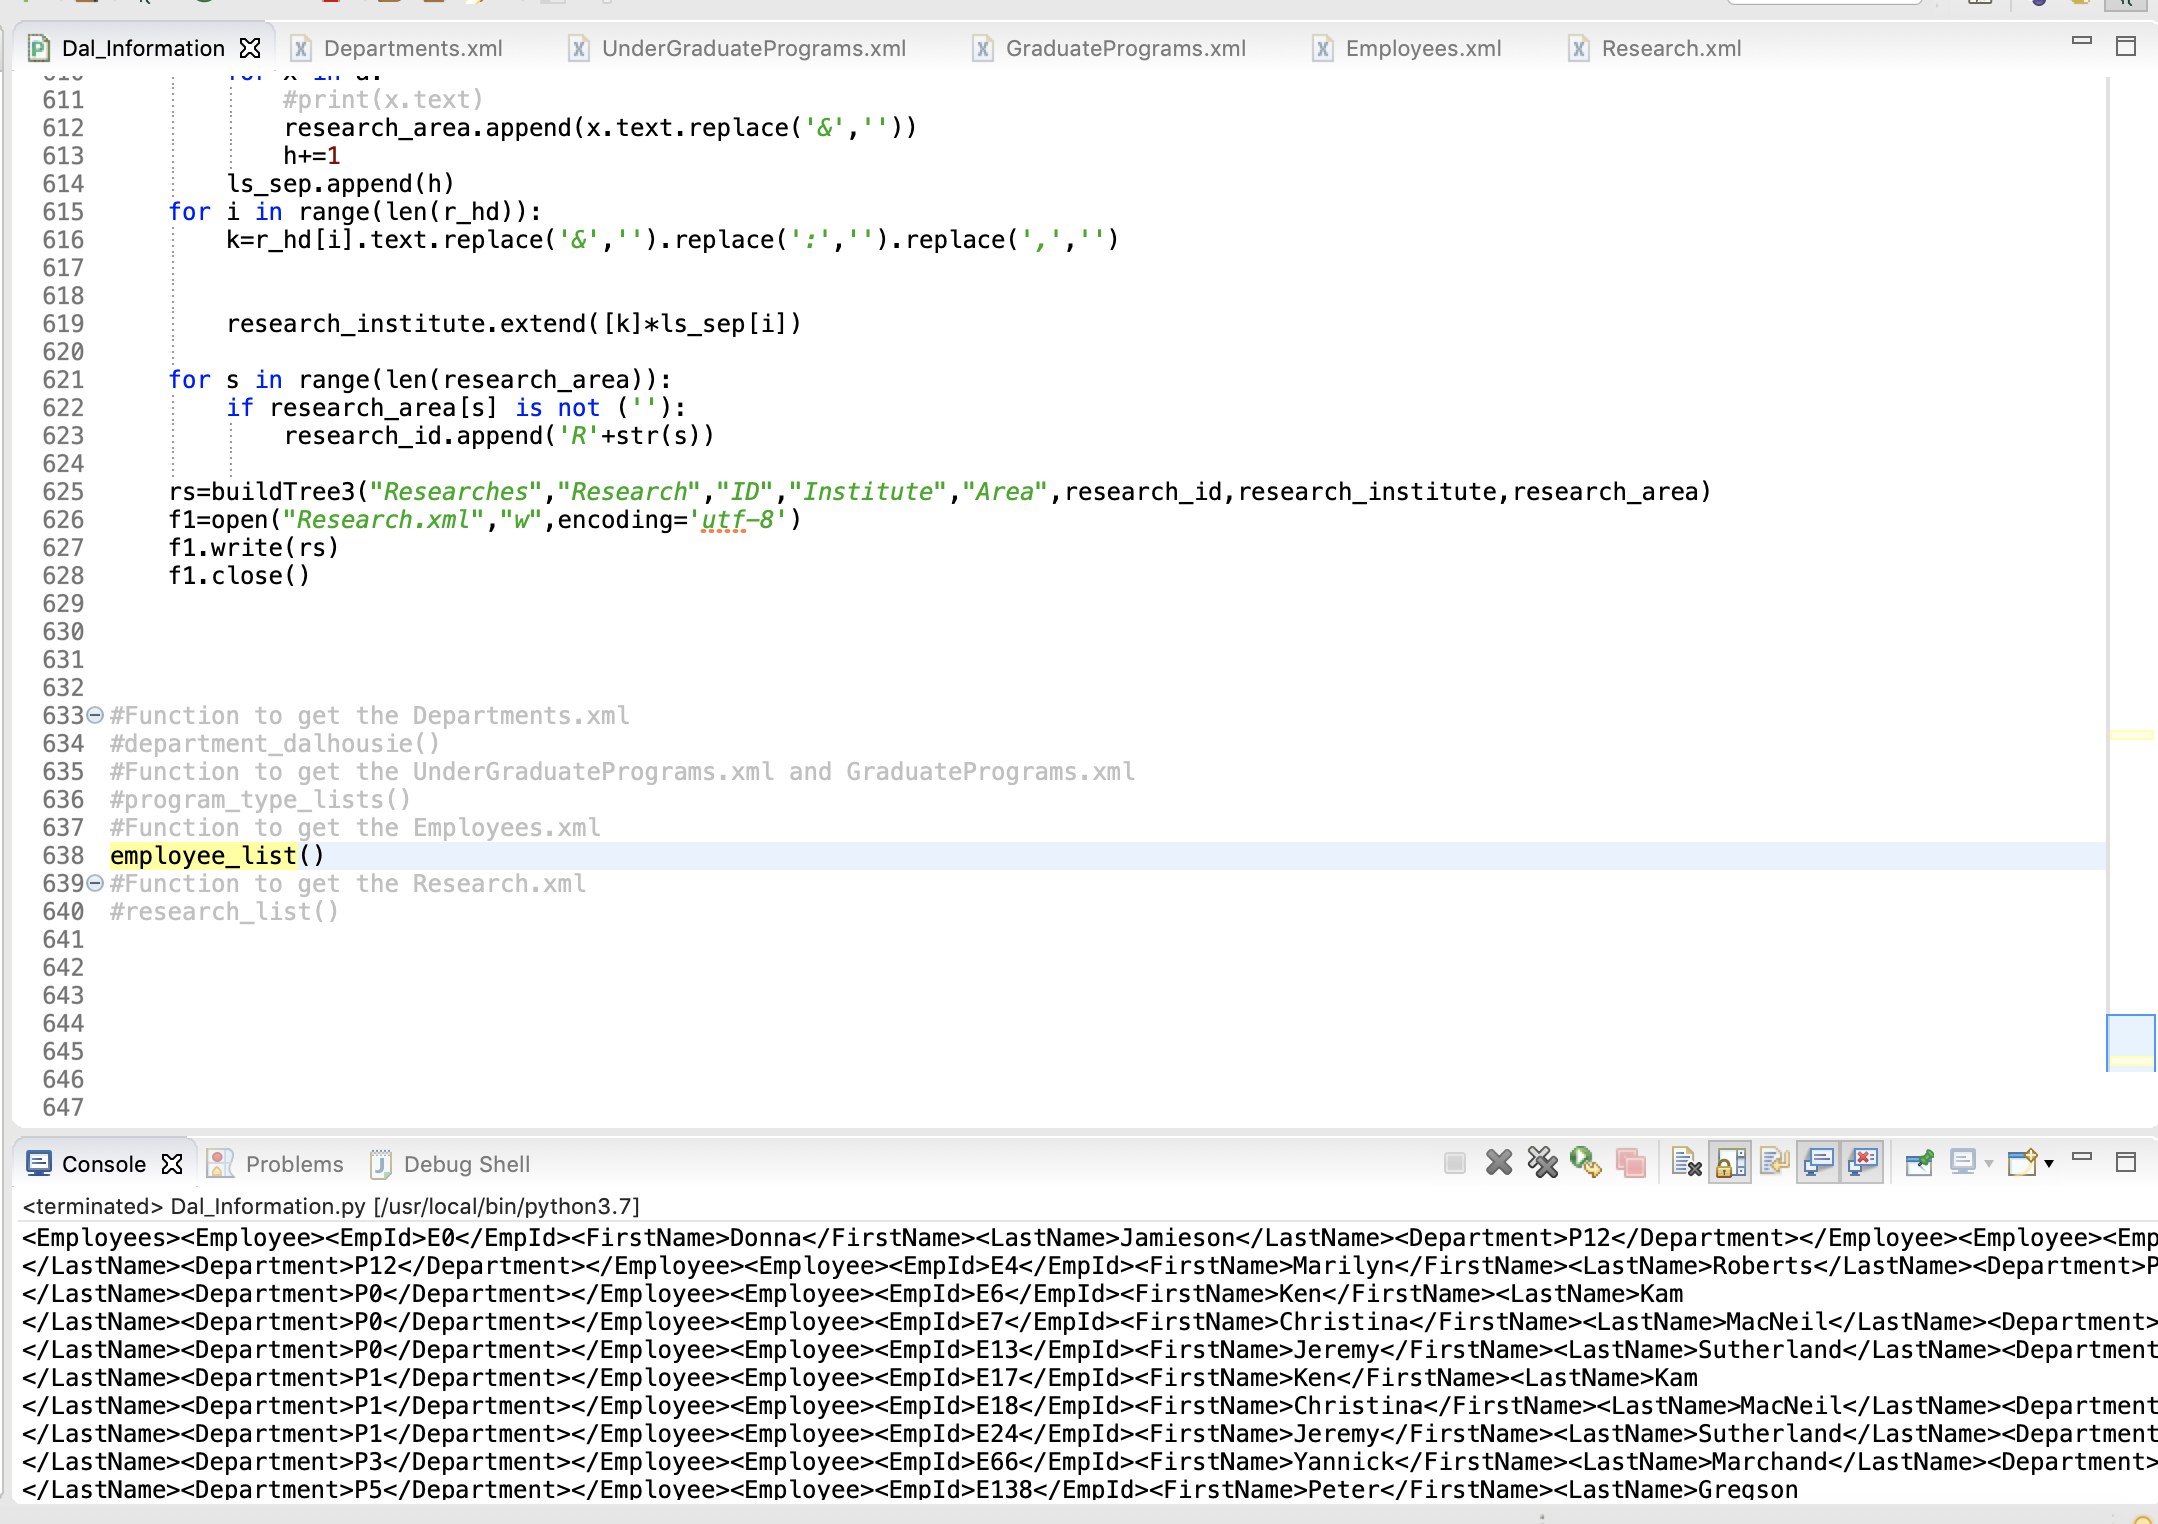 Dal_Information Departments.xml UnderGraduatePrograms.xml GraduatePrograms.xml Employees.xml Research.xml
610 for x in d:
611 #print(x.text)
612 research_area.append(x.text.replace('&',''))
613 h+=1
614 ls_sep.append(h)
615 for i in range(len(r_hd)):
616 k=r_hd[i].text.replace('&','').replace(':','').replace(',','')
617
618
619 research_institute.extend([k]*ls_sep[i])
620
621 for s in range(len(research_area)):
622 if research_area[s] is not (''):
623 research_id.append('R'+str(s))
624
625 rs=buildTree3("Researches","Research","ID","Institute","Area",research_id,research_institute,research_area)
626 f1=open("Research.xml","w",encoding='utf-8')
627 f1.write(rs)
628 f1.close()
629
630
631
632
633 #Function to get the Departments.xml
634 #department_dalhousie()
635 #Function to get the UnderGraduatePrograms.xml and GraduatePrograms.xml
636 #program_type_lists()
637 #Function to get the Employees.xml
638 employee_list()
639 #Function to get the Research.xml
640 #research_list()
641
642
643
644
645
646
647
Console Problems Debug Shell
<terminated> Dal_Information.py [/usr/local/bin/python3.7]
<Employees><Employee><EmpId>E0</EmpId><FirstName>Donna</FirstName><LastName>Jamieson</LastName><Department>P12</Department></Employee><Employee><Emp
</LastName><Department>P12</Department></Employee><Employee><EmpId>E4</EmpId><FirstName>Marilyn</FirstName><LastName>Roberts</LastName><Department>P
</LastName><Department>P0</Department></Employee><Employee><EmpId>E6</EmpId><FirstName>Ken</FirstName><LastName>Kam
</LastName><Department>P0</Department></Employee><Employee><EmpId>E7</EmpId><FirstName>Christina</FirstName><LastName>MacNeil</LastName><Department>
</LastName><Department>P0</Department></Employee><Employee><EmpId>E13</EmpId><FirstName>Jeremy</FirstName><LastName>Sutherland</LastName><Department
</LastName><Department>P1</Department></Employee><Employee><EmpId>E17</EmpId><FirstName>Ken</FirstName><LastName>Kam
</LastName><Department>P1</Department></Employee><Employee><EmpId>E18</EmpId><FirstName>Christina</FirstName><LastName>MacNeil</LastName><Department
</LastName><Department>P1</Department></Employee><Employee><EmpId>E24</EmpId><FirstName>Jeremy</FirstName><LastName>Sutherland</LastName><Department
</LastName><Department>P3</Department></Employee><Employee><EmpId>E66</EmpId><FirstName>Yannick</FirstName><LastName>Marchand</LastName><Department>
</LastName><Department>P5</Department></Employee><Employee><EmpId>E138</EmpId><FirstName>Peter</FirstName><LastName>Gregson